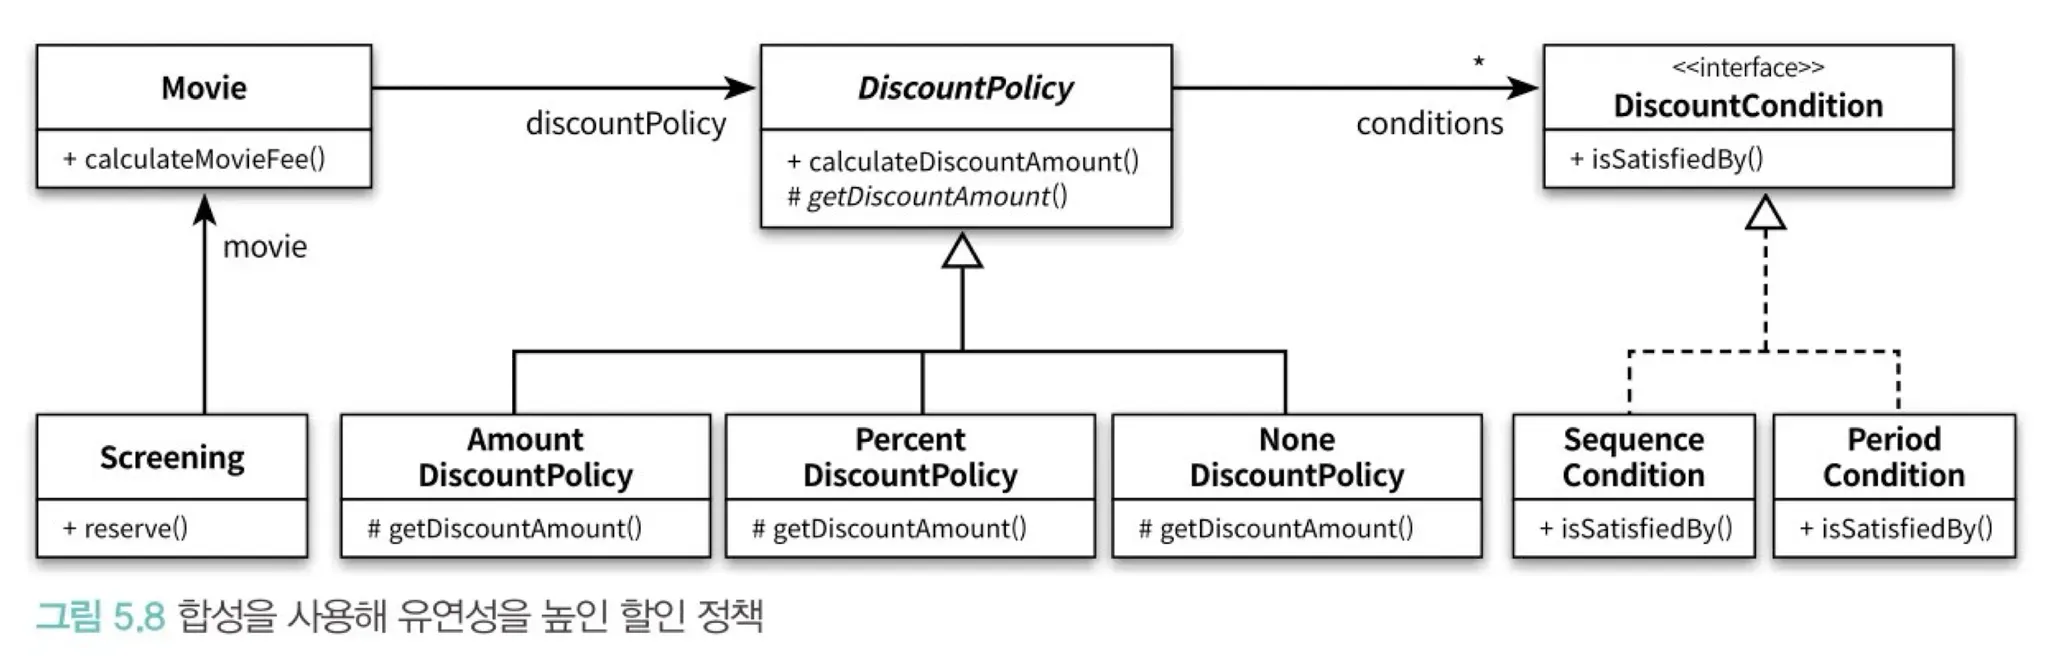 Movie
+ calculateMovieFee()
discountPolicy
DiscountPolicy
+ calculateDiscountAmount()
# getDiscountAmount()
*
conditions
<<interface>>
DiscountCondition
+ isSatisfiedBy()
movie
Screening
+ reserve()
Amount
DiscountPolicy
# getDiscountAmount()
Percent
DiscountPolicy
# getDiscountAmount()
None
DiscountPolicy
# getDiscountAmount()
Sequence
Condition
+ isSatisfiedBy()
Period
Condition
+ isSatisfiedBy()
그림 5.8 합성을 사용해 유연성을 높인 할인 정책